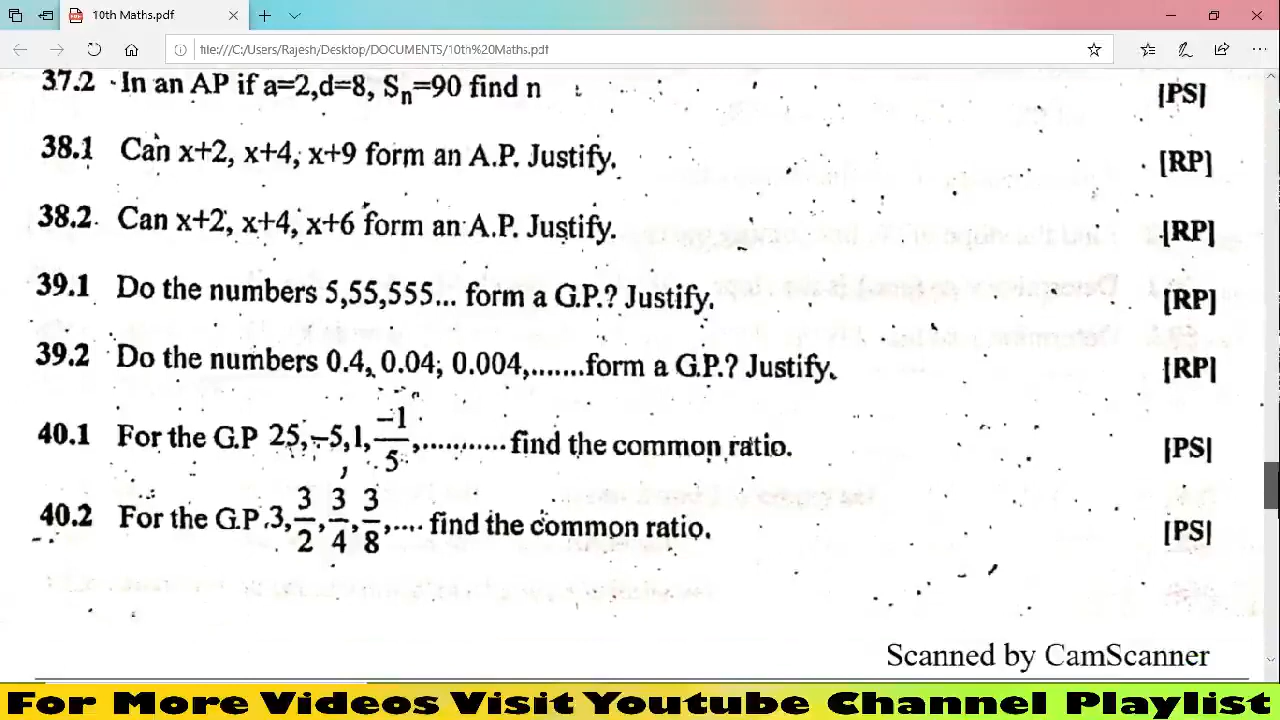 10th Maths.pdf
file:///C:/Users/Rajesh/Desktop/DOCUMENTS/10th%20Maths.pdf
37.2 In an AP if a=2,d=8, Sn=90 find n [PS]
38.1 Can x+2, x+4, x+9 form an A.P. Justify. [RP]
38.2 Can x+2, x+4, x+6 form an A.P. Justify. [RP]
39.1 Do the numbers 5,55,555... form a G.P.? Justify. [RP]
39.2 Do the numbers 0.4, 0.04, 0.004,.......form a G.P.? Justify. [RP]
40.1 For the G.P 25,-5,1,-1/5,........... find the common ratio. [PS]
40.2 For the G.P.3,3/2,3/4,3/8,.... find the common ratio. [PS]
Scanned by CamScanner
For More Videos Visit Youtube Channel Playlist